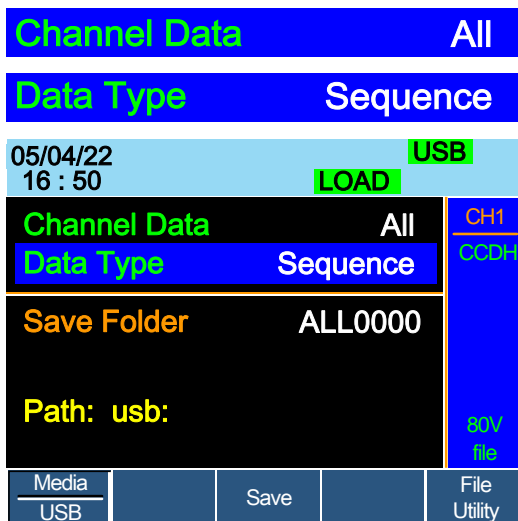 Channel Data All
Data Type Sequence
05/04/22 USB
16 : 50 LOAD
Channel Data All
CH1
Data Type Sequence
CCDH
Save Folder ALL0000
Path: usb:
80V
file
Media
USB
Save
File
Utility